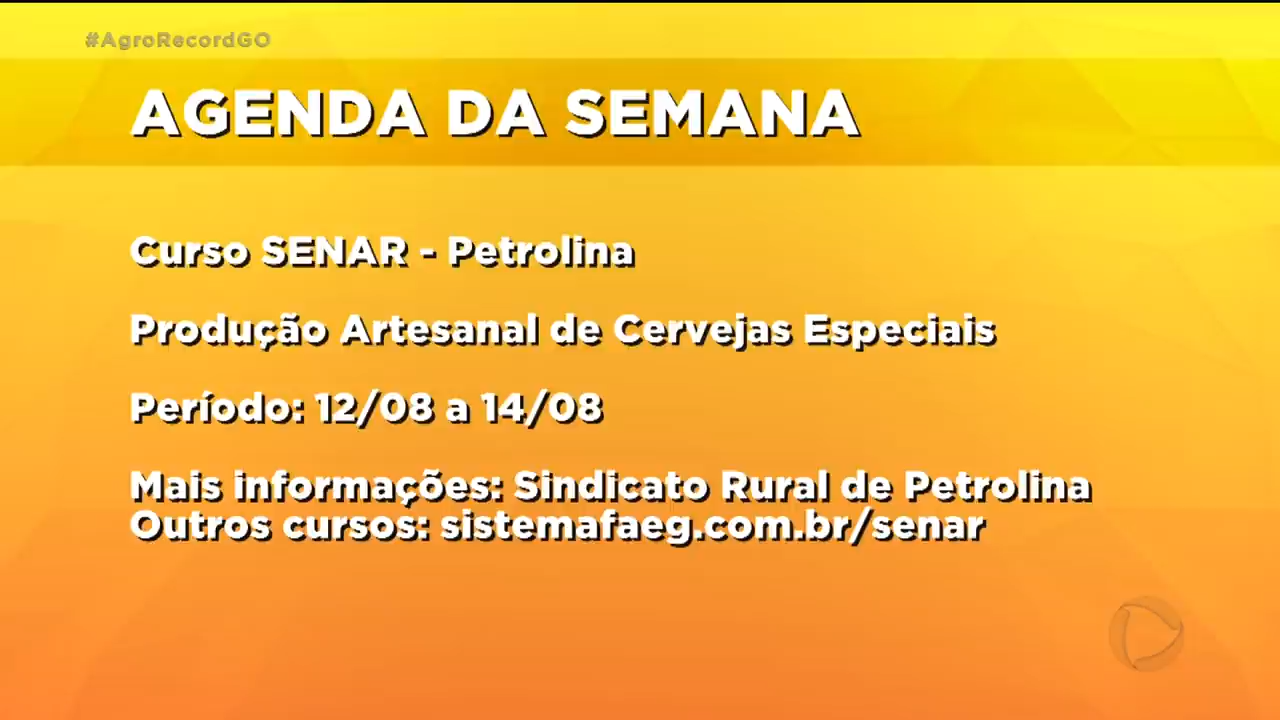 #AgroRecordGO
AGENDA DA SEMANA
Curso SENAR - Petrolina
Produção Artesanal de Cervejas Especiais
Período: 12/08 a 14/08
Mais informações: Sindicato Rural de Petrolina
Outros cursos: sistemafaeg.com.br/senar